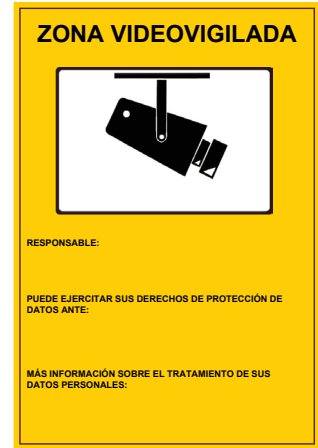 ZONA VIDEOVIGILADA
RESPONSABLE:
PUEDE EJERCITAR SUS DERECHOS DE PROTECCIÓN DE
DATOS ANTE:
MÁS INFORMACIÓN SOBRE EL TRATAMIENTO DE SUS
DATOS PERSONALES: